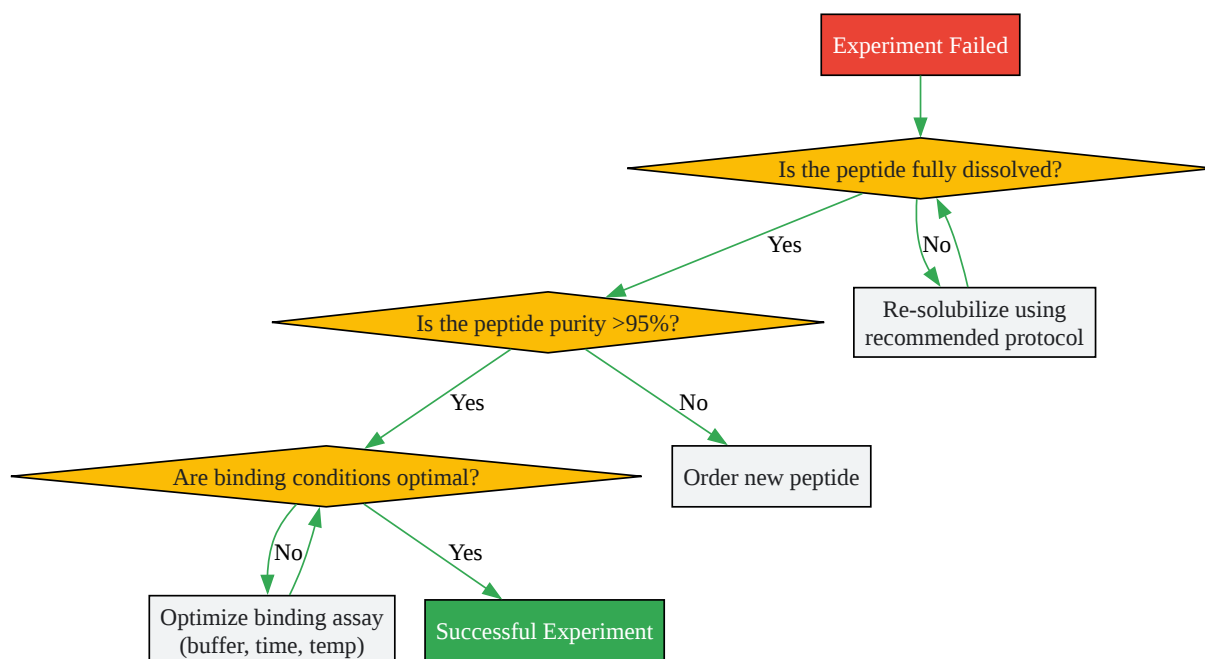 Experiment Failed
Is the peptide fully dissolved?
Yes
No
Re-solubilize using
recommended protocol
Is the peptide purity >95%?
Yes
No
Are binding conditions optimal?
Order new peptide
No
Yes
Optimize binding assay
(buffer, time, temp)
Successful Experiment